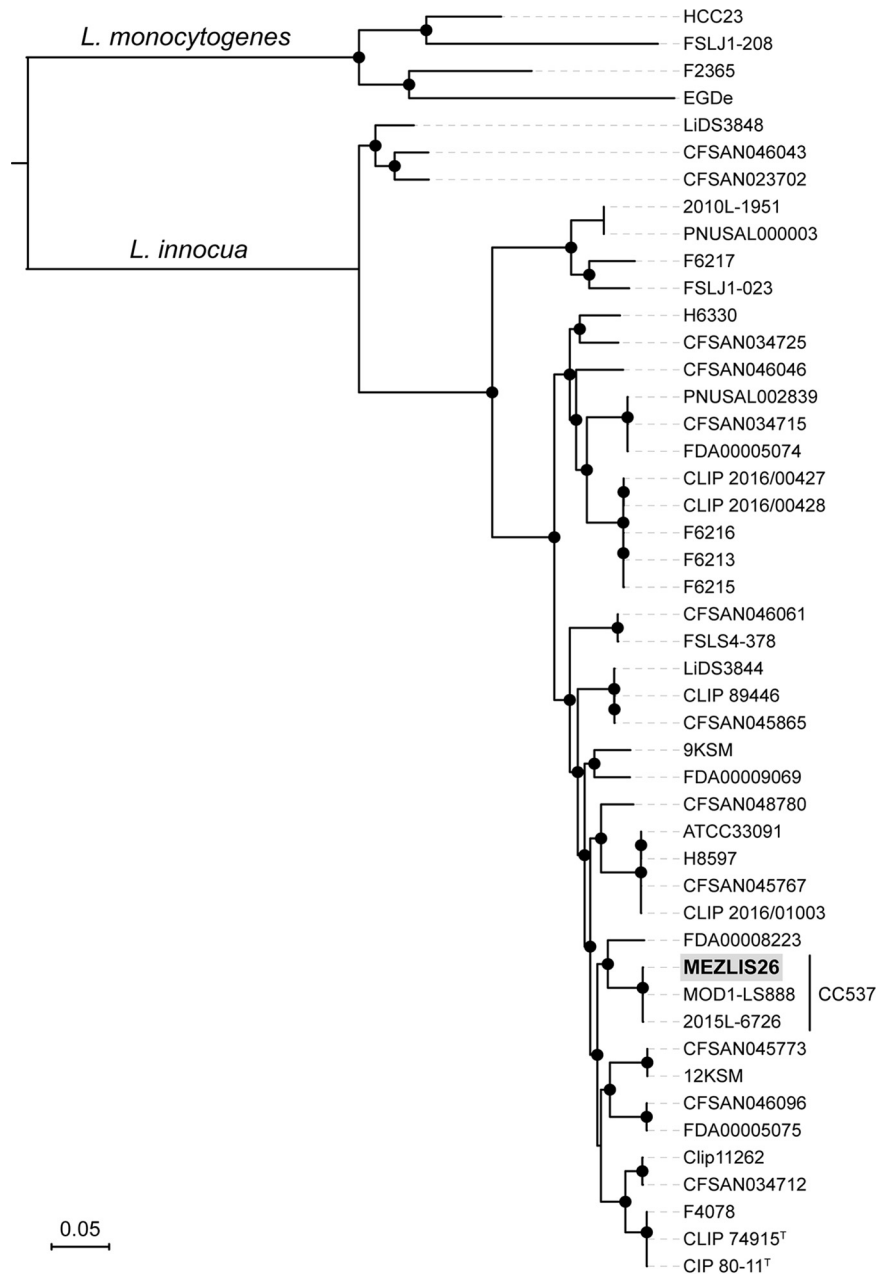 HCC23
L. monocytogenes
FSLJ1-208
F2365
EGDe
LiDS3848
CFSAN046043
CFSAN023702
2010L-1951
PNUSAL000003
L. innocua
F6217
FSLJ1-023
H6330
CFSAN034725
CFSAN046046
PNUSAL002839
CFSAN034715
FDA00005074
CLIP 2016/00427
CLIP 2016/00428
F6216
F6213
F6215
CFSAN046061
FSLS4-378
LiDS3844
CLIP 89446
CFSAN045865
9KSM
FDA00009069
CFSAN048780
ATCC33091
H8597
CFSAN045767
CLIP 2016/01003
FDA00008223
MEZLIS26
MOD1-LS888 CC537
2015L-6726
CFSAN045773
12KSM
CFSAN046096
FDA00005075
Clip11262
CFSAN034712
F4078
0.05
CLIP 74915ᵀ
CIP 80-11ᵀ